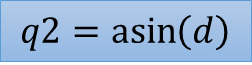 q2 = asin(d)